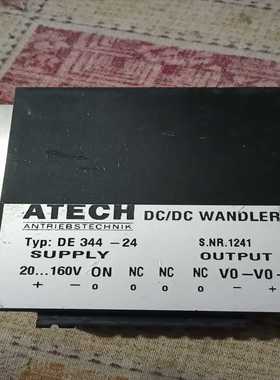 ATECH DC/DC WANDLER
ANTRIEBSTECHNIK
Typ: DE 344 -24 S.NR.1241
SUPPLY OUTPUT
20...160V ON NC NC NC V0- V0+
+ - o o o o